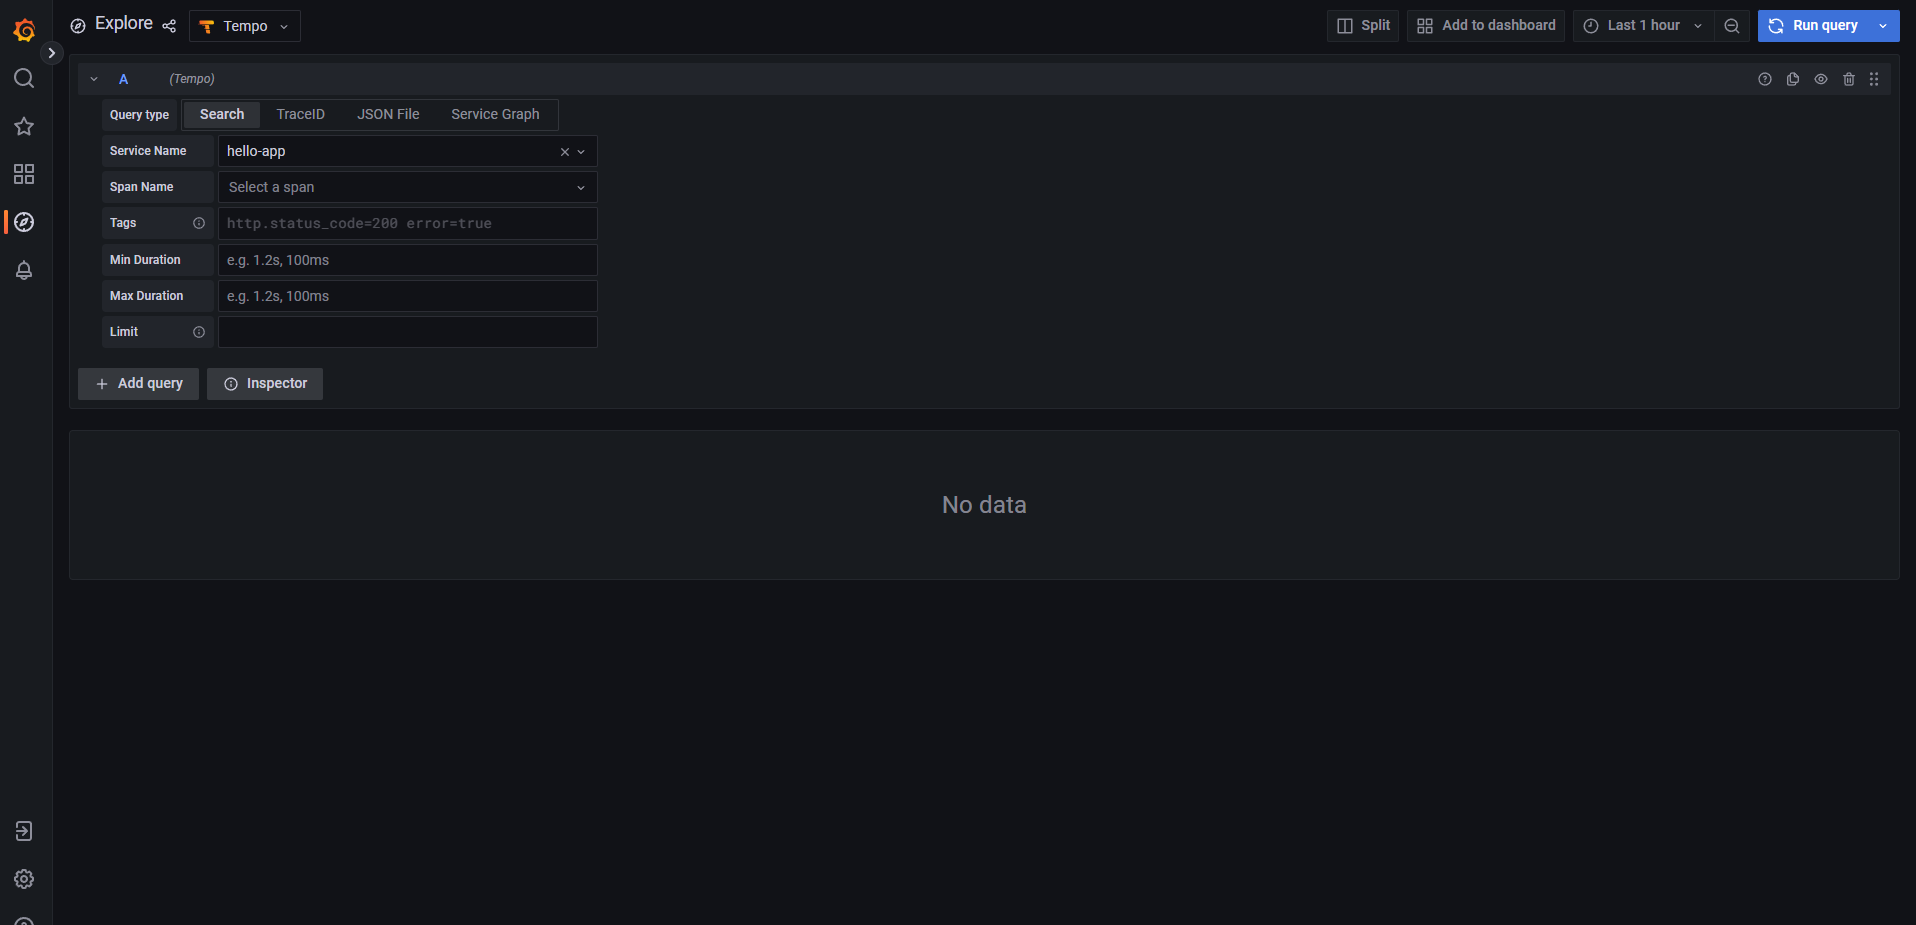 Explore Tempo Split Add to dashboard Last 1 hour Run query
A (Tempo)
Query type Search TraceID JSON File Service Graph
Service Name hello-app
Span Name Select a span
Tags http.status_code=200 error=true
Min Duration e.g. 1.2s, 100ms
Max Duration e.g. 1.2s, 100ms
Limit
Add query Inspector
No data